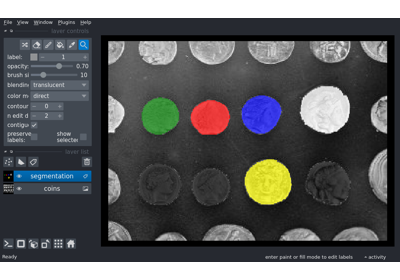 File View Window Plugins Help
layer controls
label: 1
opacity: 0.70
brush si 10
blending translucent
color m direct
contour 0
n edit d 2
contigu
preserve labels: show selected
layer list
segmentation
coins
Ready enter paint or fill mode to edit labels activity